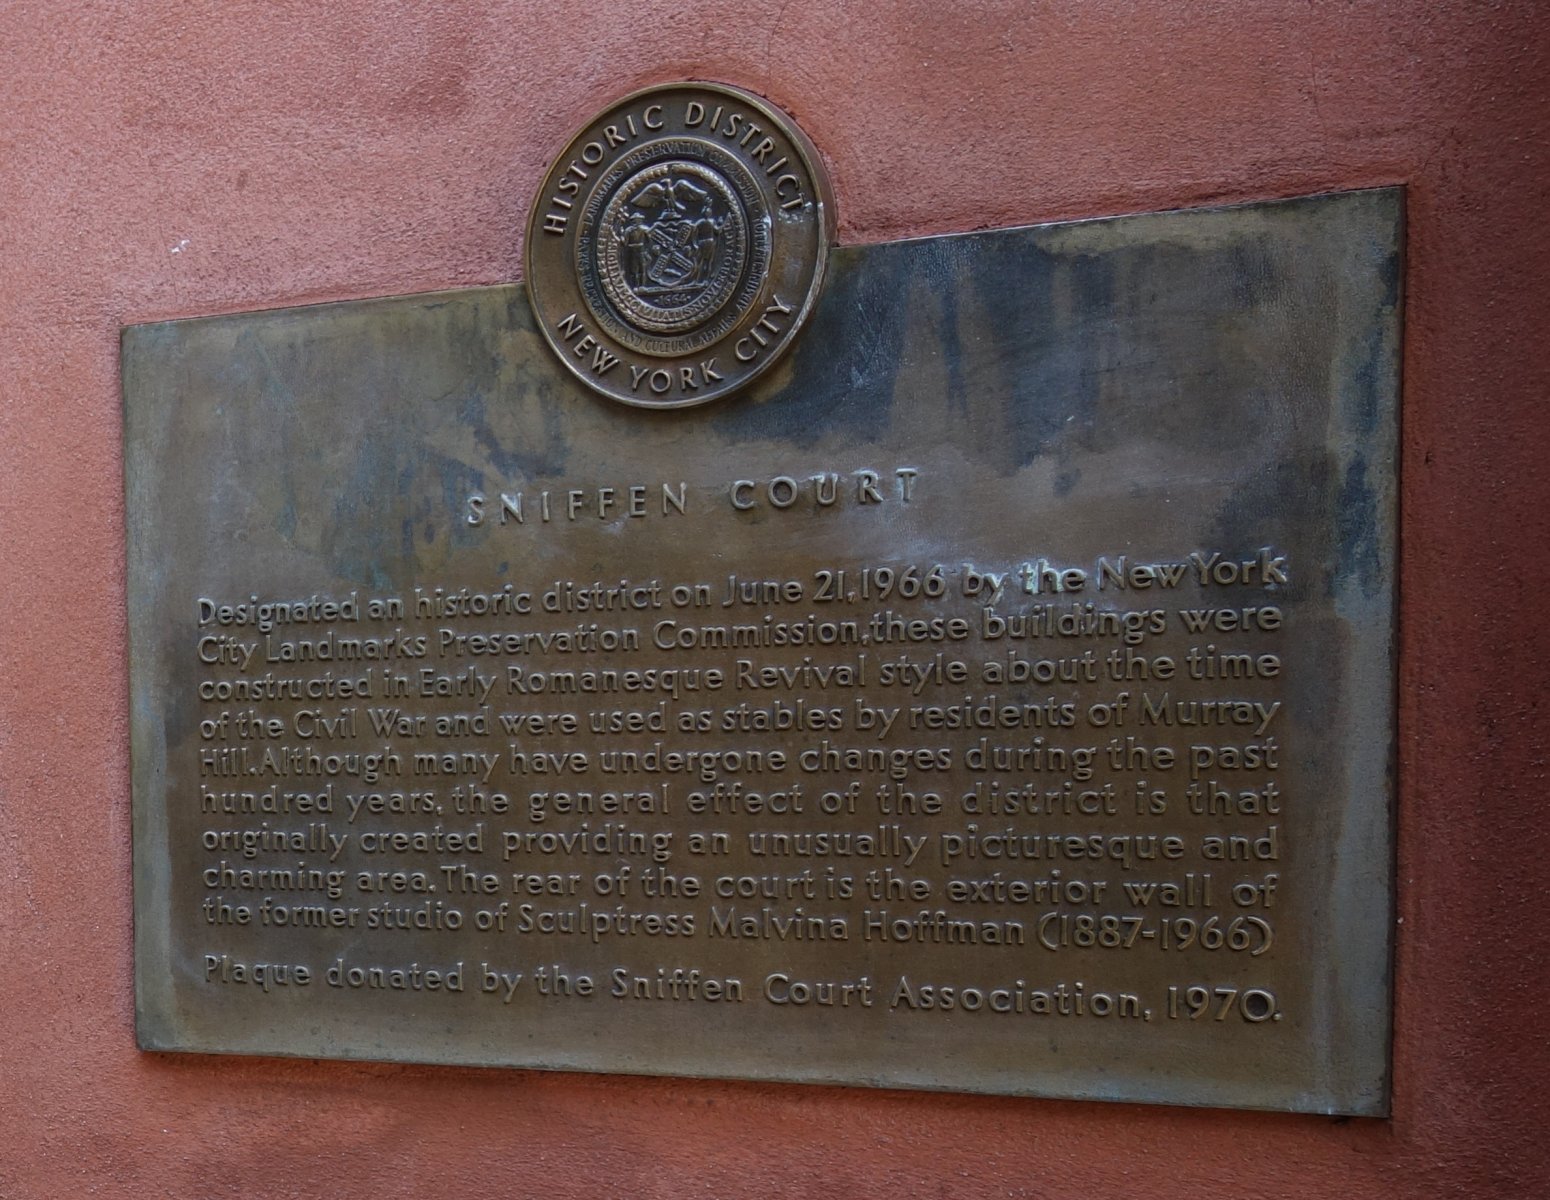 HISTORIC DISTRICT
LANDMARKS PRESERVATION
AND CULTURAL
NEW YORK CITY
SNIFFEN COURT
Designated an historic district on June 21, 1966 by the New York
City Landmarks Preservation Commission, these buildings were
constructed in Early Romanesque Revival style about the time
of the Civil War and were used as stables by residents of Murray
Hill. Although many have undergone changes during the past
hundred years, the general effect of the district is that
originally created providing an unusually picturesque and
charming area. The rear of the court is the exterior wall of
the former studio of Sculptress Malvina Hoffman (1887-1966)
Plaque donated by the Sniffen Court Association, 1970.